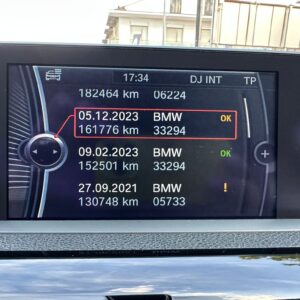 17:34 DJ INT TP
182464 km 06224
05.12.2023 BMW OK
161776 km 33294
09.02.2023 BMW OK
152501 km 33294
27.09.2021 BMW !
130748 km 05733